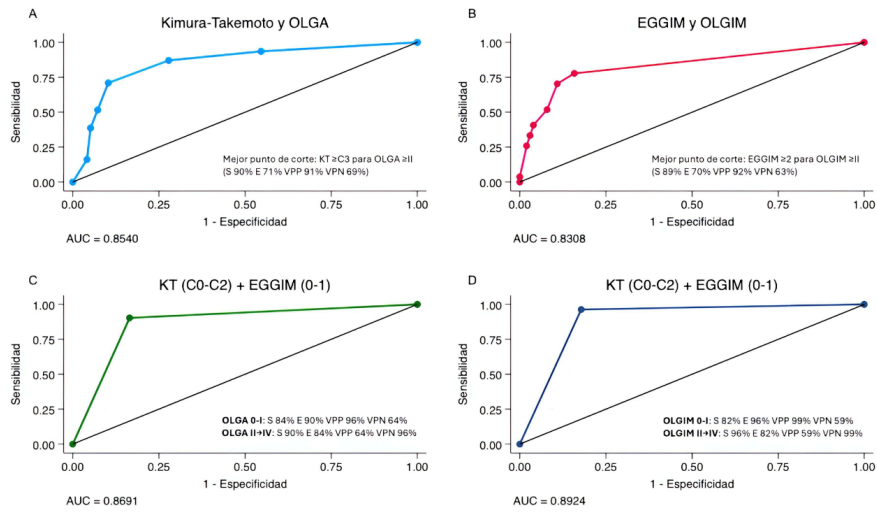 A
Kimura-Takemoto y OLGA
1.00
0.75
0.50
0.25
0.00
Sensibilidad
Mejor punto de corte: KT ≥C3 para OLGA ≥II
(S 90% E 71% VPP 91% VPN 69%)
0.00 0.25 0.50 0.75 1.00
1 - Especificidad
AUC = 0.8540
B
EGGIM y OLGIM
1.00
0.75
0.50
0.25
0.00
Sensibilidad
Mejor punto de corte: EGGIM ≥2 para OLGIM ≥II
(S 89% E 70% VPP 92% VPN 63%)
0.00 0.25 0.50 0.75 1.00
1 - Especificidad
AUC = 0.8308
C
KT (C0-C2) + EGGIM (0-1)
1.00
0.75
0.50
0.25
0.00
Sensibilidad
OLGA 0-I: S 84% E 90% VPP 96% VPN 64%
OLGA II→IV: S 90% E 84% VPP 64% VPN 96%
0.00 0.25 0.50 0.75 1.00
1 - Especificidad
AUC = 0.8691
D
KT (C0-C2) + EGGIM (0-1)
1.00
0.75
0.50
0.25
0.00
Sensibilidad
OLGIM 0-I: S 82% E 96% VPP 99% VPN 59%
OLGIM II→IV: S 96% E 82% VPP 59% VPN 99%
0.00 0.25 0.50 0.75 1.00
1 - Especificidad
AUC = 0.8924